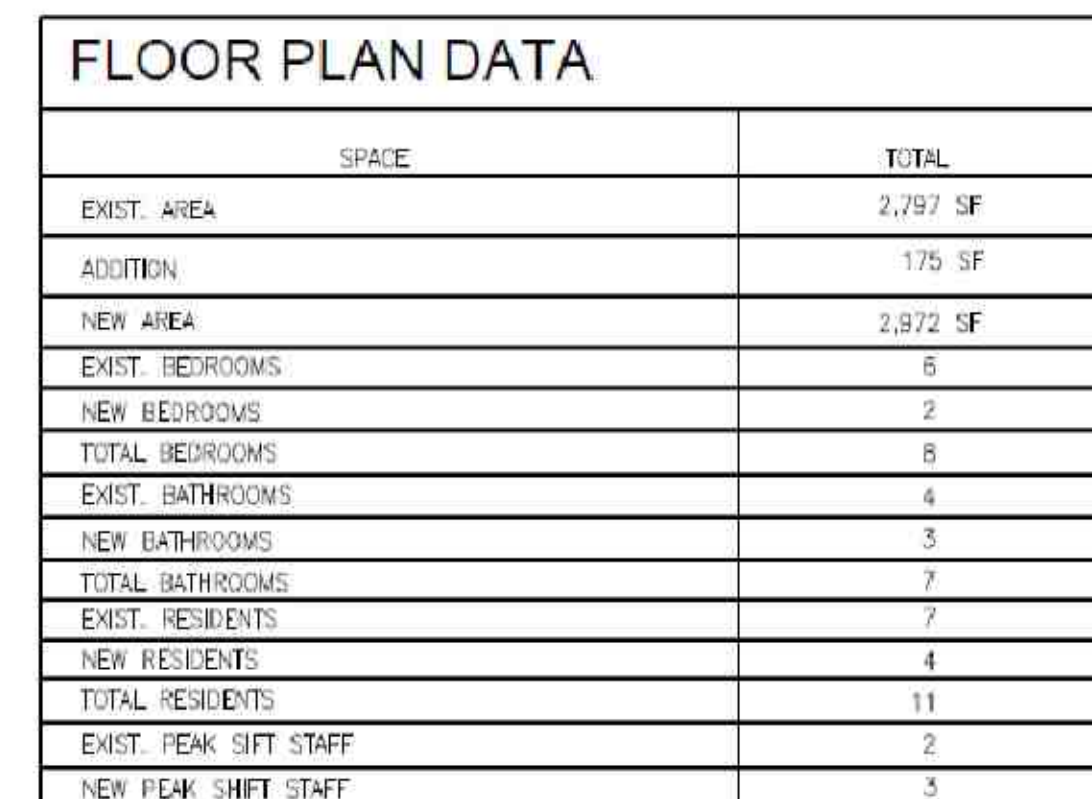 FLOOR PLAN DATA
SPACE TOTAL
EXIST. AREA 2,797 SF
ADDITION 175 SF
NEW AREA 2,972 SF
EXIST. BEDROOMS 6
NEW BEDROOMS 2
TOTAL BEDROOMS 8
EXIST. BATHROOMS 4
NEW BATHROOMS 3
TOTAL BATHROOMS 7
EXIST. RESIDENTS 7
NEW RESIDENTS 4
TOTAL RESIDENTS 11
EXIST. PEAK SIFT STAFF 2
NEW PEAK SHIFT STAFF 3